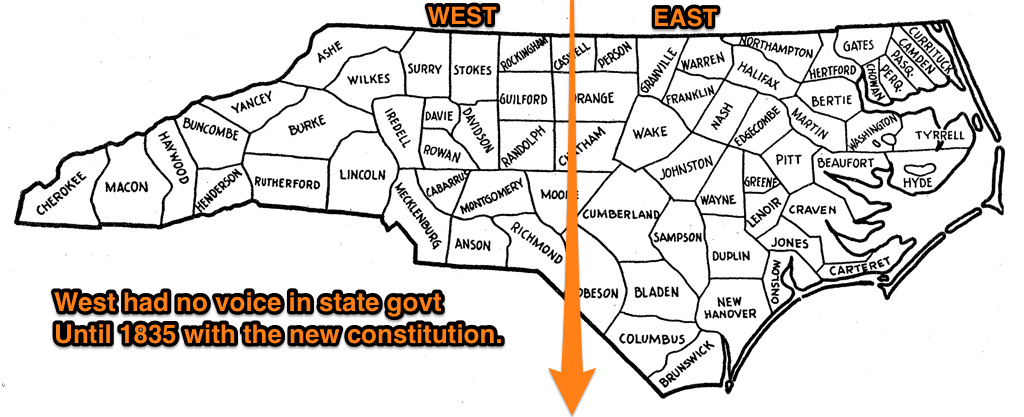 WEST EAST
ASHE
WILKES
SURRY
STOKES
ROCKINGHAM
CASWELL
PERSON
GRANVILLE
WARREN
NORTHAMPTON
GATES
CURRITUCK
CAMDEN
PASQ.
PERQ.
CHOWAN
HERTFORD
HALIFAX
BERTIE
FRANKLIN
NASH
EDGECOMBE
MARTIN
WASHINGTON
TYRRELL
YANCEY
BURKE
IREDELL
DAVIE
DAVIDSON
ROWAN
GUILFORD
ORANGE
RANDOLPH
CHATHAM
WAKE
JOHNSTON
PITT
BEAUFORT
HYDE
BUNCOMBE
HAYWOOD
HENDERSON
RUTHERFORD
LINCOLN
CHEROKEE
MACON
MECKLENBURG
CABARRUS
MONTGOMERY
MOORE
CUMBERLAND
WAYNE
GREENE
LENOIR
CRAVEN
ANSON
RICHMOND
SAMPSON
DUPLIN
JONES
ONSLOW
CARTERET
OBESON
BLADEN
NEW
HANOVER
COLUMBUS
BRUNSWICK
West had no voice in state govt
Until 1835 with the new constitution.